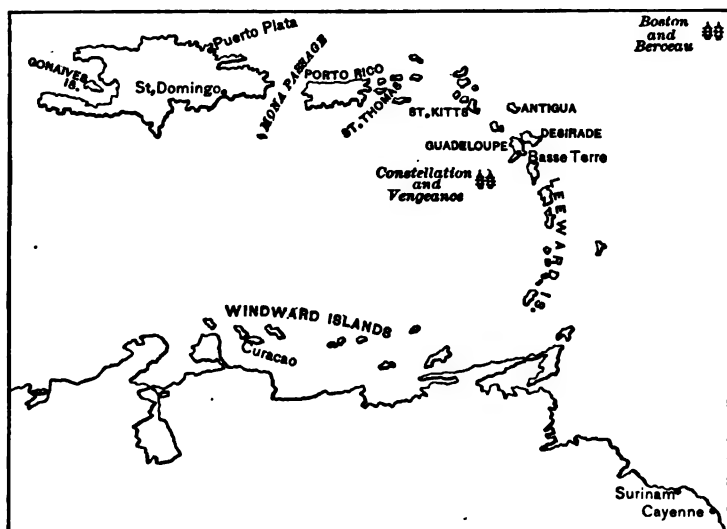 Boston
and
Berceau
Puerto Plata
GONAIVES
IS.
St. Domingo
MONA PASSAGE
PORTO RICO
ST. THOMAS
ST. KITTS
ANTIGUA
DESIRADE
GUADELOUPE
Basse Terre
Constellation
and
Vengeance
LEEWARD IS.
WINDWARD ISLANDS
Curacao
Surinam
Cayenne